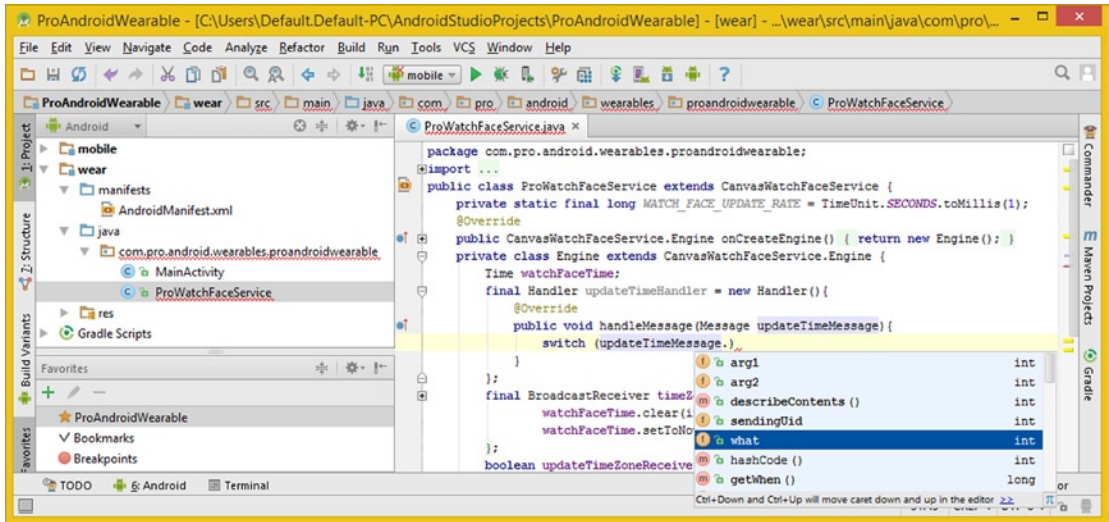 ProAndroidWearable - [C:\Users\Default.Default-PC\AndroidStudioProjects\ProAndroidWearable] - [wear] - ...\wear\src\main\java\com\pro\...
File Edit View Navigate Code Analyze Refactor Build Run Tools VCS Window Help
mobile
ProAndroidWearable wear src main java com pro android wearables proandroidwearable ProWatchFaceService
1: Project
Z: Structure
Build Variants
Favorites
Android
mobile
wear
manifests
AndroidManifest.xml
java
com.pro.android.wearables.proandroidwearable
MainActivity
ProWatchFaceService
res
Gradle Scripts
Favorites
ProAndroidWearable
Bookmarks
Breakpoints
ProWatchFaceService.java
package com.pro.android.wearables.proandroidwearable;
import ...
public class ProWatchFaceService extends CanvasWatchFaceService {
private static final long WATCH_FACE_UPDATE_RATE = TimeUnit.SECONDS.toMillis(1);
@Override
public CanvasWatchFaceService.Engine onCreateEngine() { return new Engine(); }
private class Engine extends CanvasWatchFaceService.Engine {
Time watchFaceTime;
final Handler updateTimeHandler = new Handler(){
@Override
public void handleMessage(Message updateTimeMessage){
switch (updateTimeMessage.)
}
};
final BroadcastReceiver timeZ
watchFaceTime.clear(i
watchFaceTime.setToNo
};
boolean updateTimeZoneReceive
arg1 int
arg2 int
describeContents () int
sendingUid int
what int
hashCode () int
getWhen () long
Ctrl+Down and Ctrl+Up will move caret down and up in the editor >>
Commander
Maven Projects
Gradle
TODO 6: Android Terminal
or